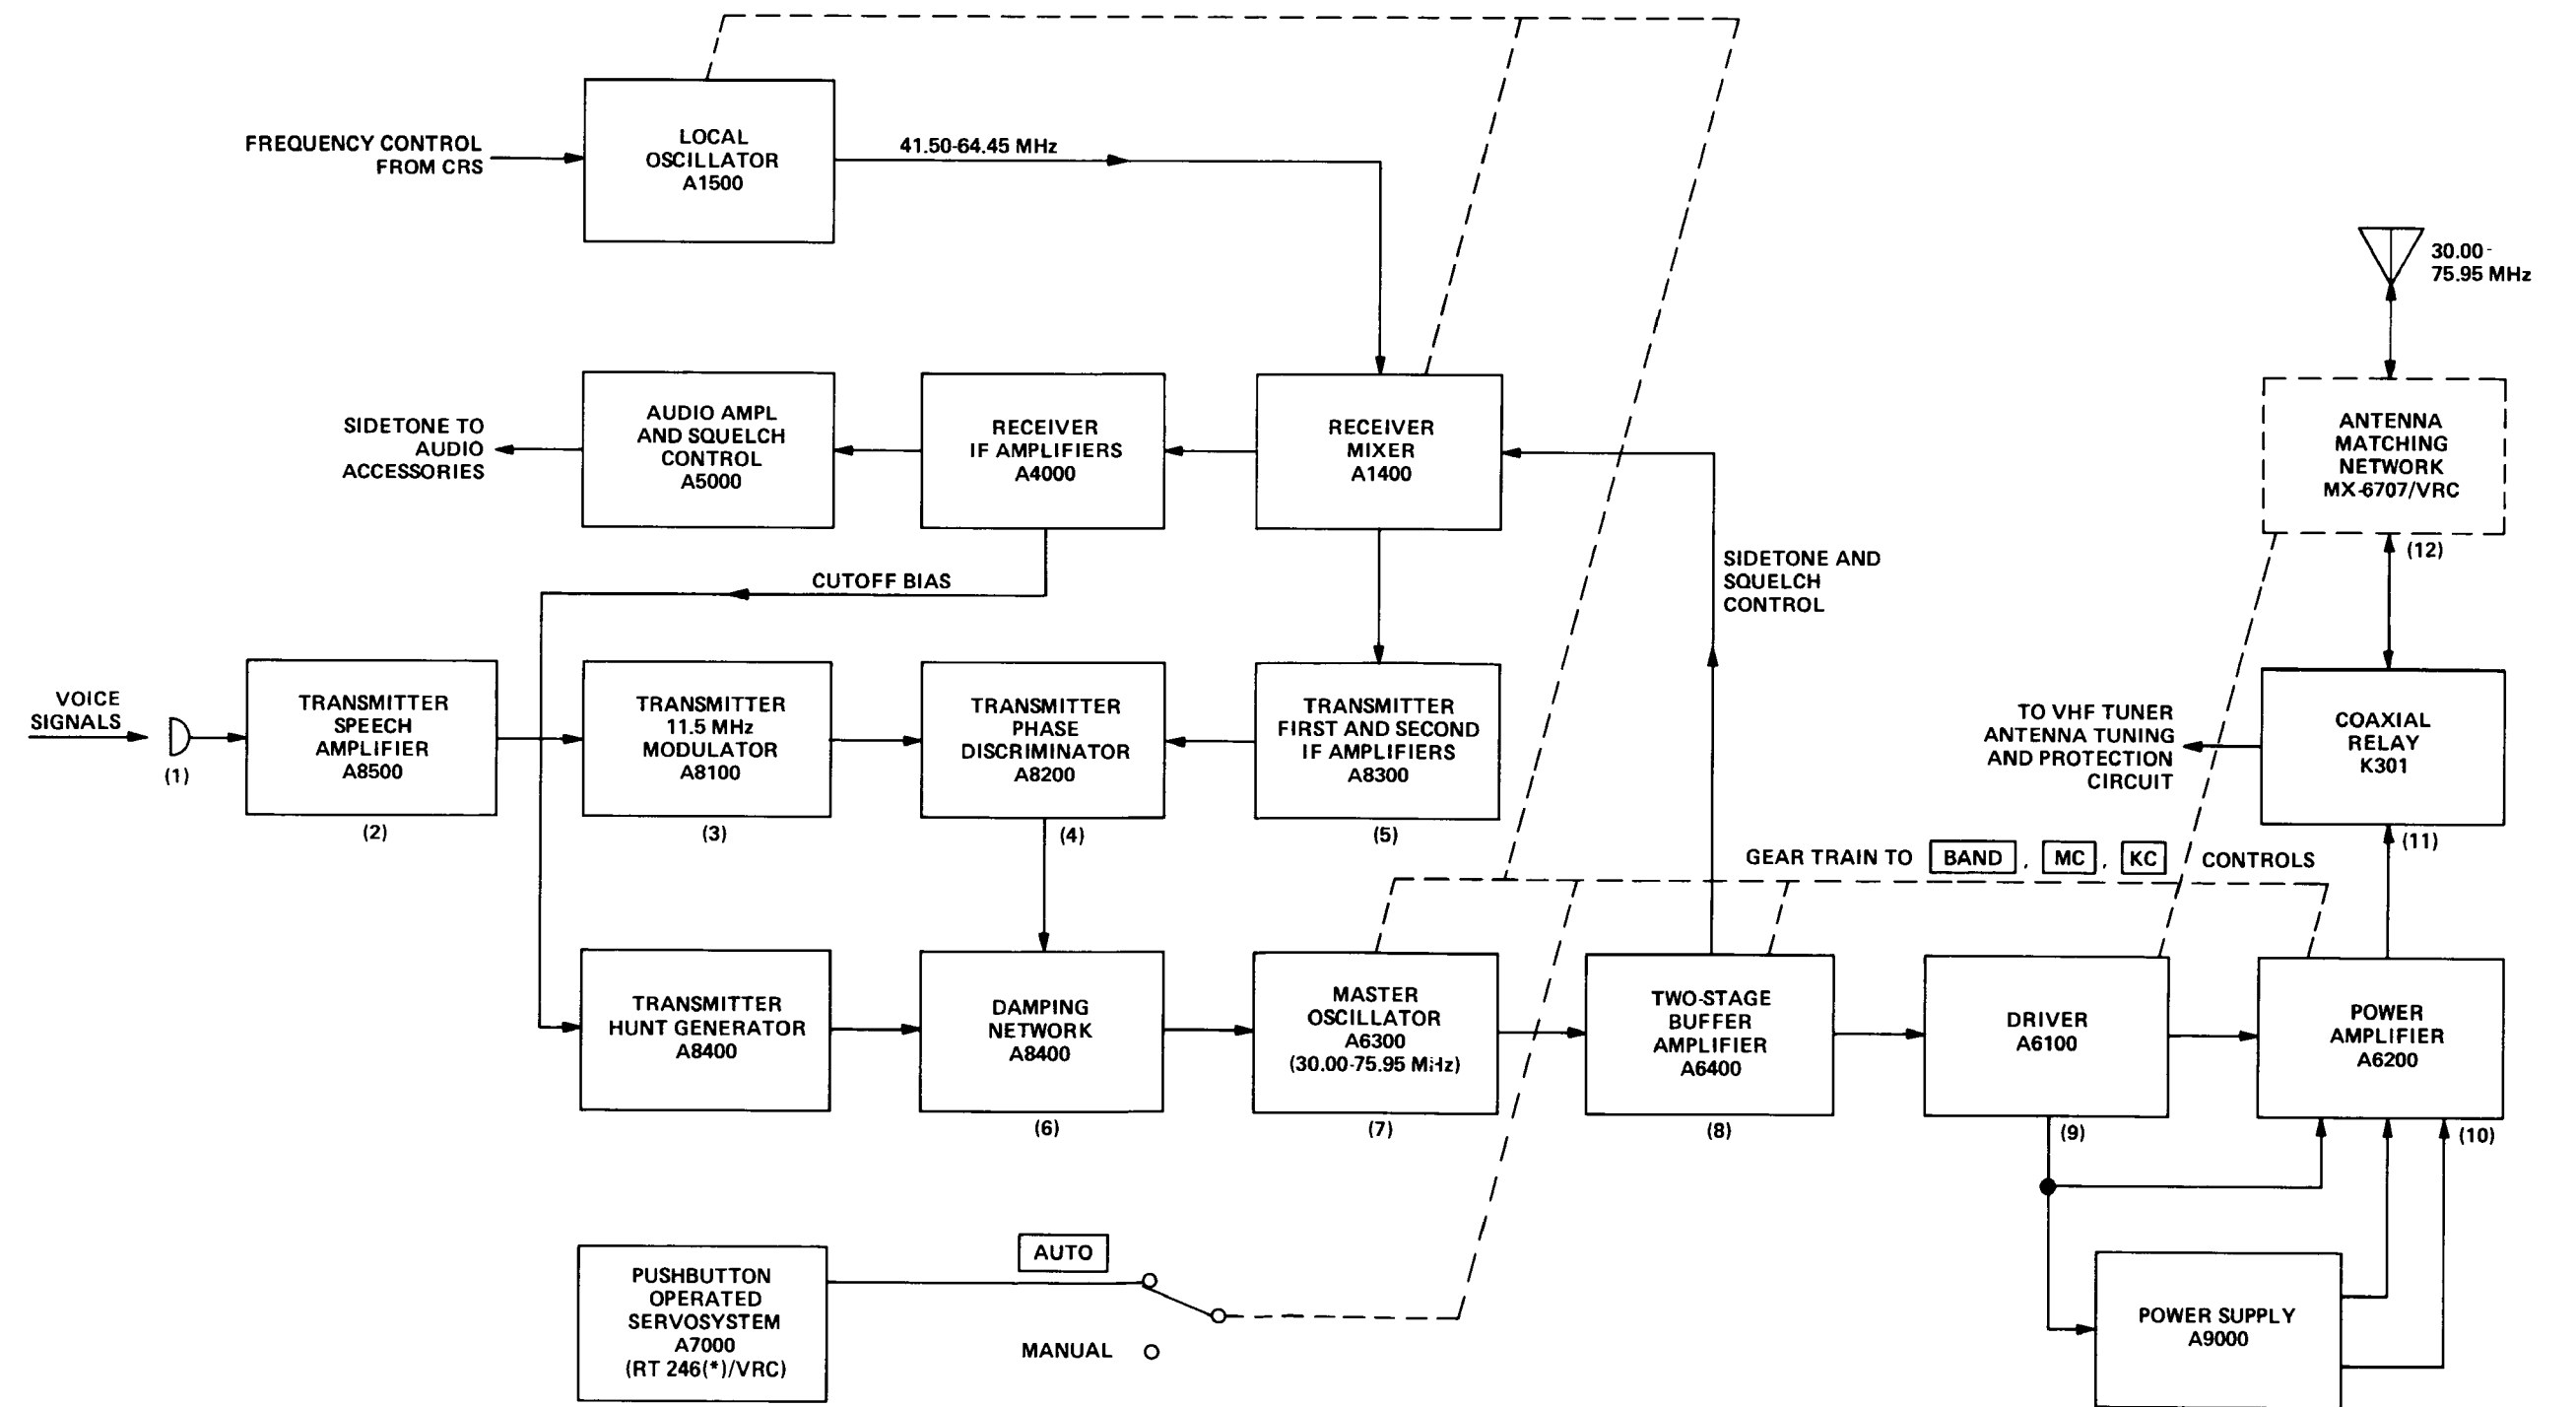 FREQUENCY CONTROL
FROM CRS
LOCAL
OSCILLATOR
A1500
41.50-64.45 MHz
30.00-
75.95 MHz
SIDETONE TO
AUDIO
ACCESSORIES
AUDIO AMPL
AND SQUELCH
CONTROL
A5000
RECEIVER
IF AMPLIFIERS
A4000
RECEIVER
MIXER
A1400
ANTENNA
MATCHING
NETWORK
MX-6707/VRC
(12)
CUTOFF BIAS
SIDETONE AND
SQUELCH
CONTROL
VOICE
SIGNALS
(1)
TRANSMITTER
SPEECH
AMPLIFIER
A8500
(2)
TRANSMITTER
11.5 MHz
MODULATOR
A8100
(3)
TRANSMITTER
PHASE
DISCRIMINATOR
A8200
(4)
TRANSMITTER
FIRST AND SECOND
IF AMPLIFIERS
A8300
(5)
TO VHF TUNER
ANTENNA TUNING
AND PROTECTION
CIRCUIT
COAXIAL
RELAY
K301
(11)
GEAR TRAIN TO BAND , MC , KC CONTROLS
TRANSMITTER
HUNT GENERATOR
A8400
DAMPING
NETWORK
A8400
(6)
MASTER
OSCILLATOR
A6300
(30.00-75.95 MHz)
(7)
TWO-STAGE
BUFFER
AMPLIFIER
A6400
(8)
DRIVER
A6100
(9)
POWER
AMPLIFIER
A6200
(10)
PUSHBUTTON
OPERATED
SERVOSYSTEM
A7000
(RT 246(*)/VRC)
AUTO
MANUAL
POWER SUPPLY
A9000